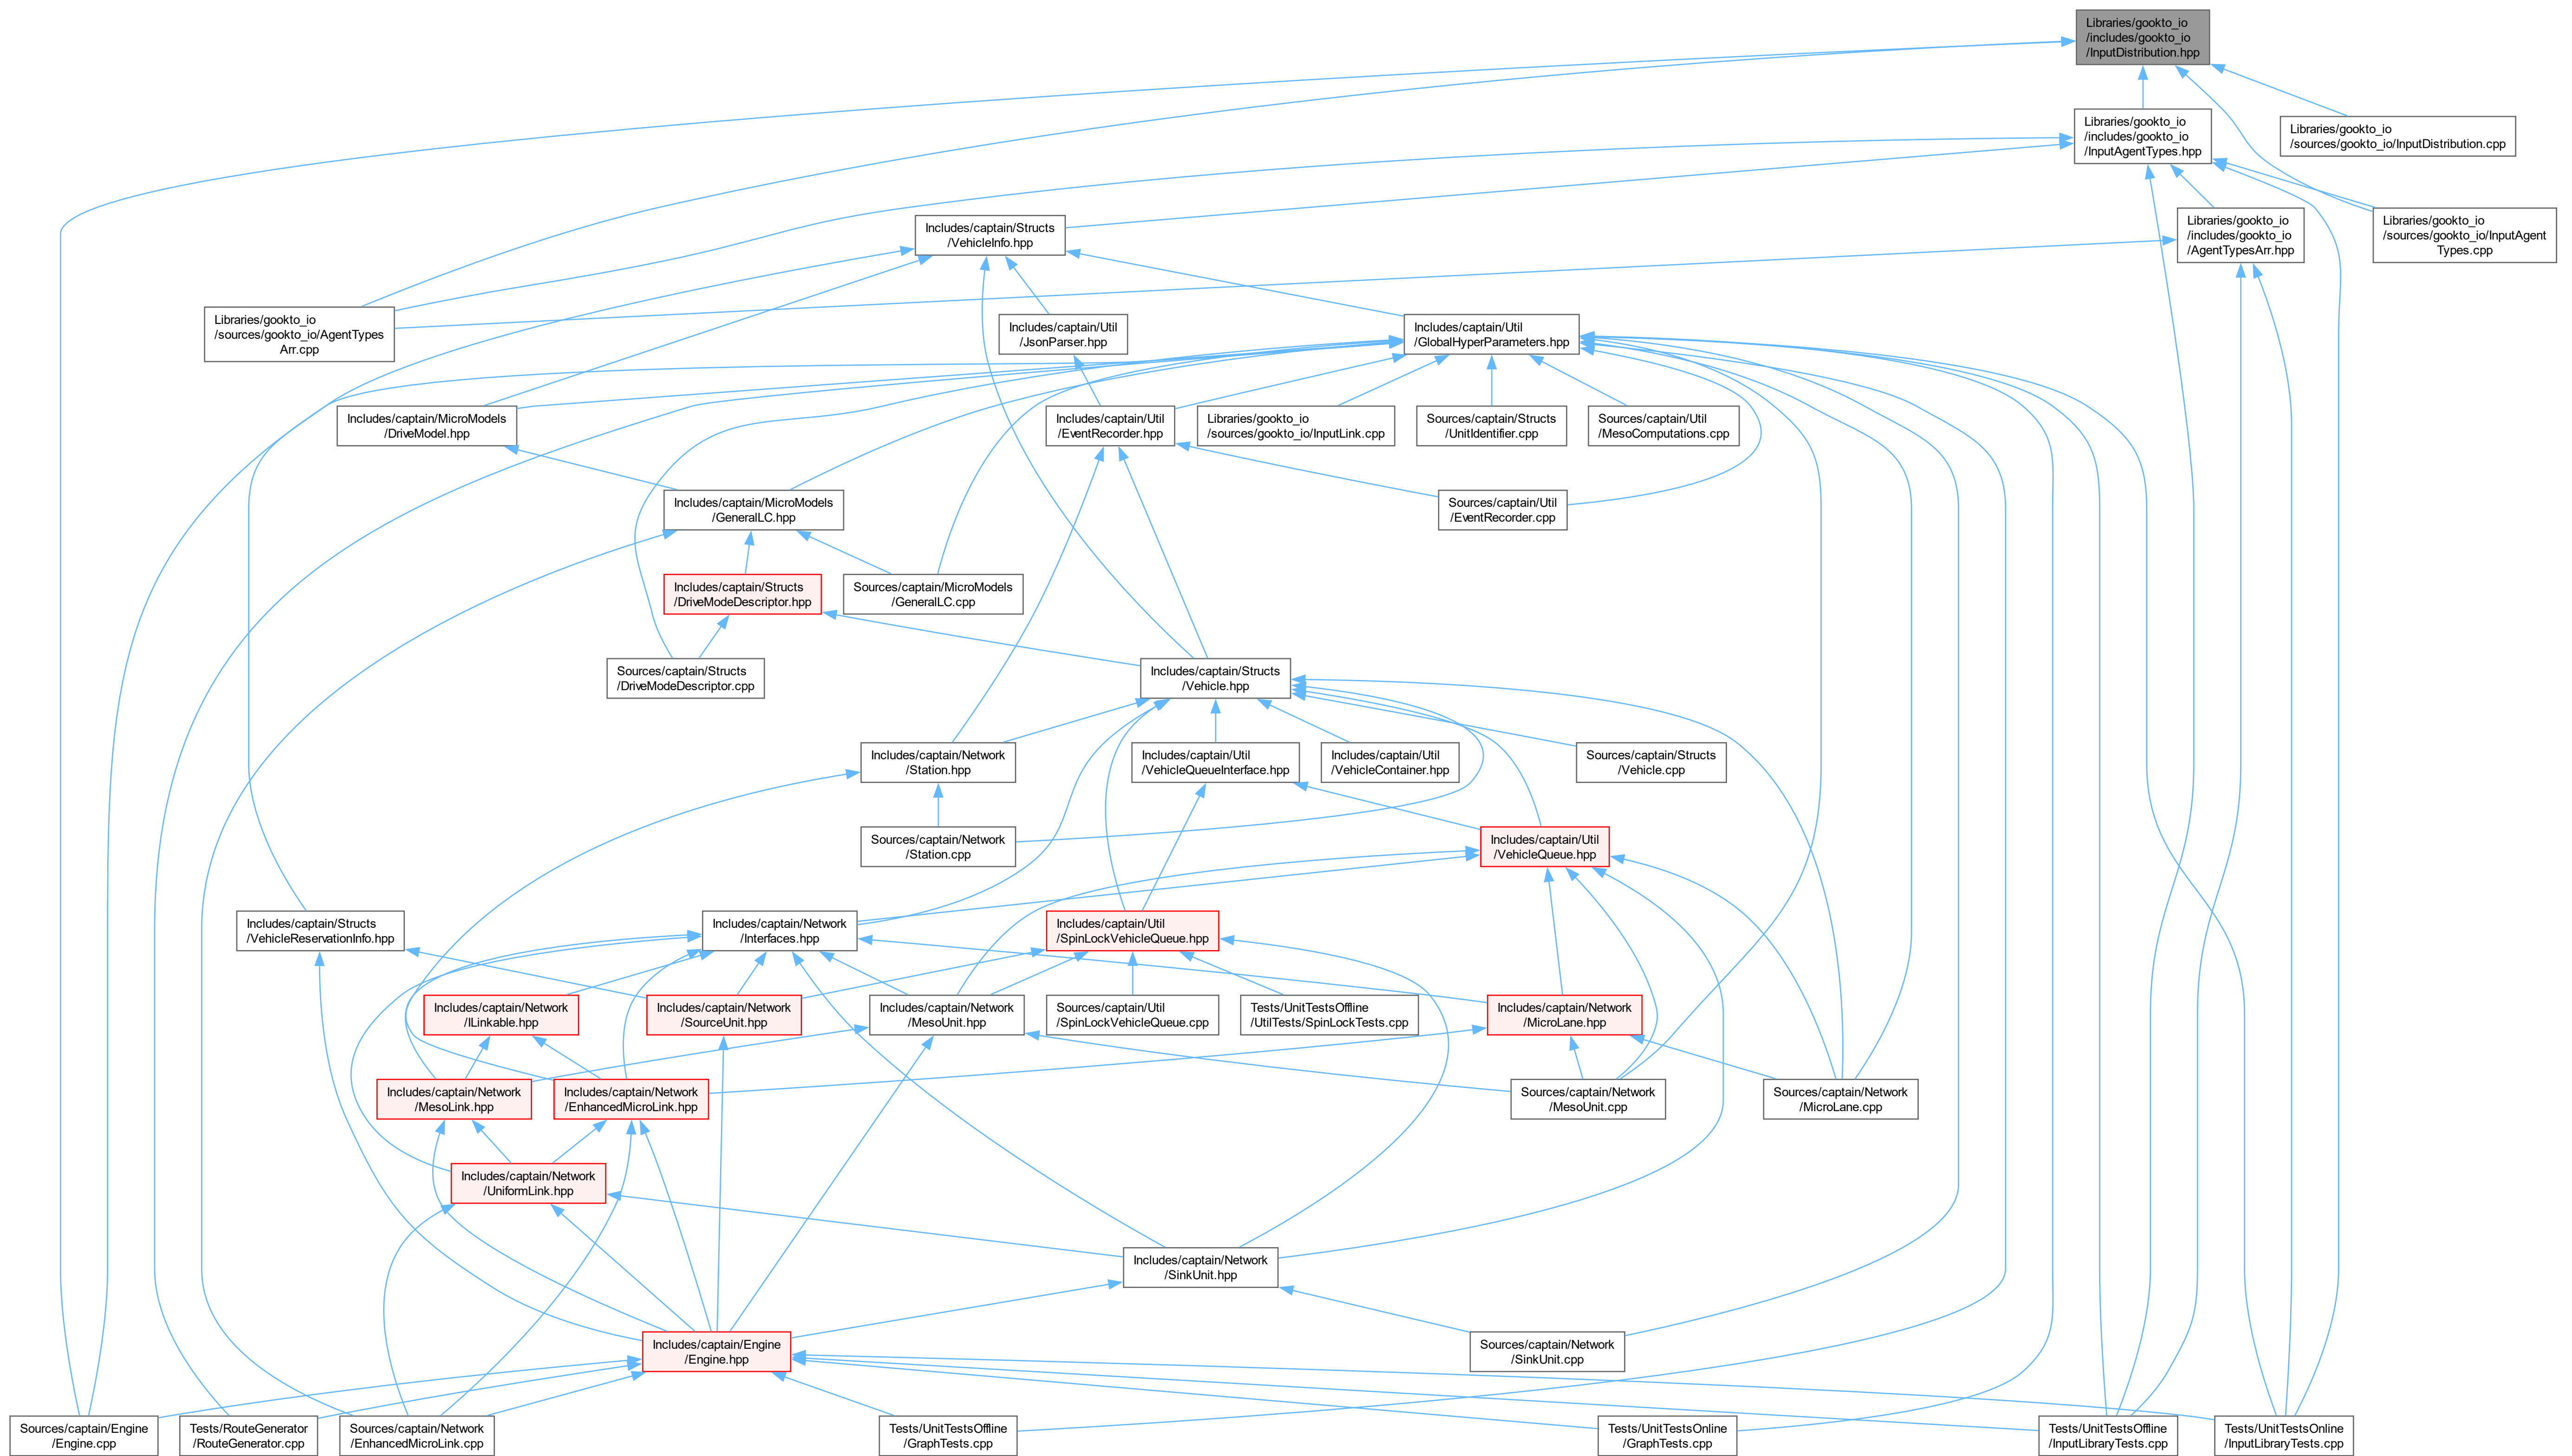 Libraries/gookto_io
/includes/gookto_io
/InputDistribution.hpp
Libraries/gookto_io
/includes/gookto_io
/InputAgentTypes.hpp
Libraries/gookto_io
/sources/gookto_io/InputDistribution.cpp
Includes/captain/Structs
/VehicleInfo.hpp
Libraries/gookto_io
/includes/gookto_io
/AgentTypesArr.hpp
Libraries/gookto_io
/sources/gookto_io/InputAgent
Types.cpp
Libraries/gookto_io
/sources/gookto_io/AgentTypes
Arr.cpp
Includes/captain/Util
/JsonParser.hpp
Includes/captain/Util
/GlobalHyperParameters.hpp
Includes/captain/MicroModels
/DriveModel.hpp
Includes/captain/Util
/EventRecorder.hpp
Libraries/gookto_io
/sources/gookto_io/InputLink.cpp
Sources/captain/Structs
/UnitIdentifier.cpp
Sources/captain/Util
/MesoComputations.cpp
Includes/captain/MicroModels
/GeneralLC.hpp
Sources/captain/Util
/EventRecorder.cpp
Includes/captain/Structs
/DriveModeDescriptor.hpp
Sources/captain/MicroModels
/GeneralLC.cpp
Sources/captain/Structs
/DriveModeDescriptor.cpp
Includes/captain/Structs
/Vehicle.hpp
Includes/captain/Network
/Station.hpp
Includes/captain/Util
/VehicleQueueInterface.hpp
Includes/captain/Util
/VehicleContainer.hpp
Sources/captain/Structs
/Vehicle.cpp
Sources/captain/Network
/Station.cpp
Includes/captain/Util
/VehicleQueue.hpp
Includes/captain/Structs
/VehicleReservationInfo.hpp
Includes/captain/Network
/Interfaces.hpp
Includes/captain/Util
/SpinLockVehicleQueue.hpp
Includes/captain/Network
/ILinkable.hpp
Includes/captain/Network
/SourceUnit.hpp
Includes/captain/Network
/MesoUnit.hpp
Sources/captain/Util
/SpinLockVehicleQueue.cpp
Tests/UnitTestsOffline
/UtilTests/SpinLockTests.cpp
Includes/captain/Network
/MicroLane.hpp
Includes/captain/Network
/MesoLink.hpp
Includes/captain/Network
/EnhancedMicroLink.hpp
Sources/captain/Network
/MesoUnit.cpp
Sources/captain/Network
/MicroLane.cpp
Includes/captain/Network
/UniformLink.hpp
Includes/captain/Network
/SinkUnit.hpp
Includes/captain/Engine
/Engine.hpp
Sources/captain/Network
/SinkUnit.cpp
Sources/captain/Engine
/Engine.cpp
Tests/RouteGenerator
/RouteGenerator.cpp
Sources/captain/Network
/EnhancedMicroLink.cpp
Tests/UnitTestsOffline
/GraphTests.cpp
Tests/UnitTestsOnline
/GraphTests.cpp
Tests/UnitTestsOffline
/InputLibraryTests.cpp
Tests/UnitTestsOnline
/InputLibraryTests.cpp